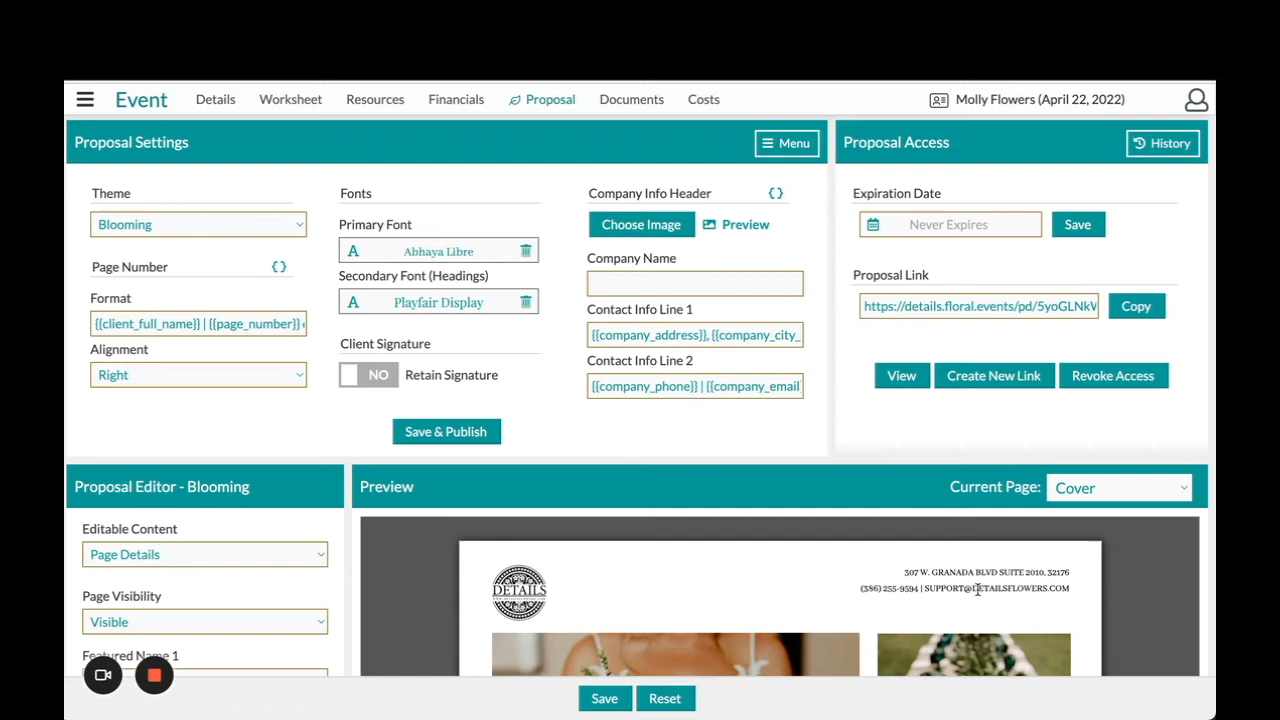 Event Details Worksheet Resources Financials Proposal Documents Costs Molly Flowers (April 22, 2022)
Proposal Settings Menu
Theme
Blooming
Page Number {}
Format
{{client_full_name}} | {{page_number}}
Alignment
Right
Fonts
Primary Font
A Abhaya Libre
Secondary Font (Headings)
A Playfair Display
Client Signature
NO Retain Signature
Company Info Header {}
Choose Image Preview
Company Name
Contact Info Line 1
{{company_address}}, {{company_city_
Contact Info Line 2
{{company_phone}} | {{company_email
Save & Publish
Proposal Access History
Expiration Date
Never Expires Save
Proposal Link
https://details.floral.events/pd/5yoGLNkV Copy
View Create New Link Revoke Access
Proposal Editor - Blooming
Editable Content
Page Details
Page Visibility
Visible
Featured Name 1
Preview Current Page: Cover
DETAILS
307 W. GRANADA BLVD SUITE 2010, 32176
(386) 255-9594 | SUPPORT@DETAILSFLOWERS.COM
Save Reset